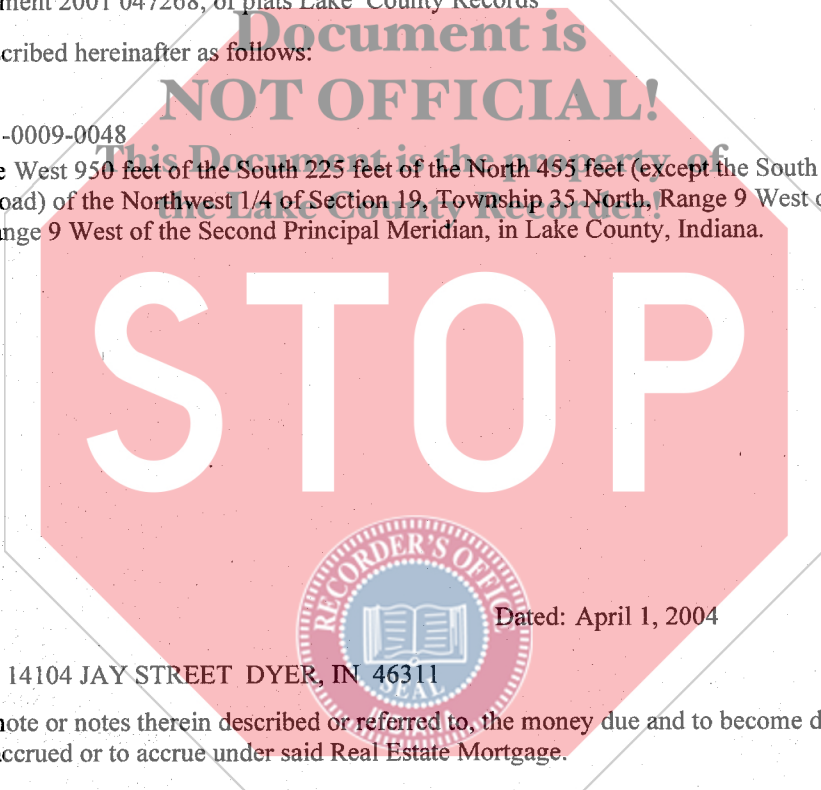 ment 2001 047268, of plats Lake County Records
Document is
cribed hereinafter as follows:
NOT OFFICIAL!
-0009-0048
This Document is the property of
e West 950 feet of the South 225 feet of the North 455 feet (except the South
the Lake County Recorder!
oad) of the Northwest 1/4 of Section 19, Township 35 North, Range 9 West
nge 9 West of the Second Principal Meridian, in Lake County, Indiana.
STOP
RECORDER'S OFFICE
Dated: April 1, 2004
14104 JAY STREET DYER, IN 46311
SEAL
note or notes therein described or referred to, the money due and to become d
ccrued or to accrue under said Real Estate Mortgage.